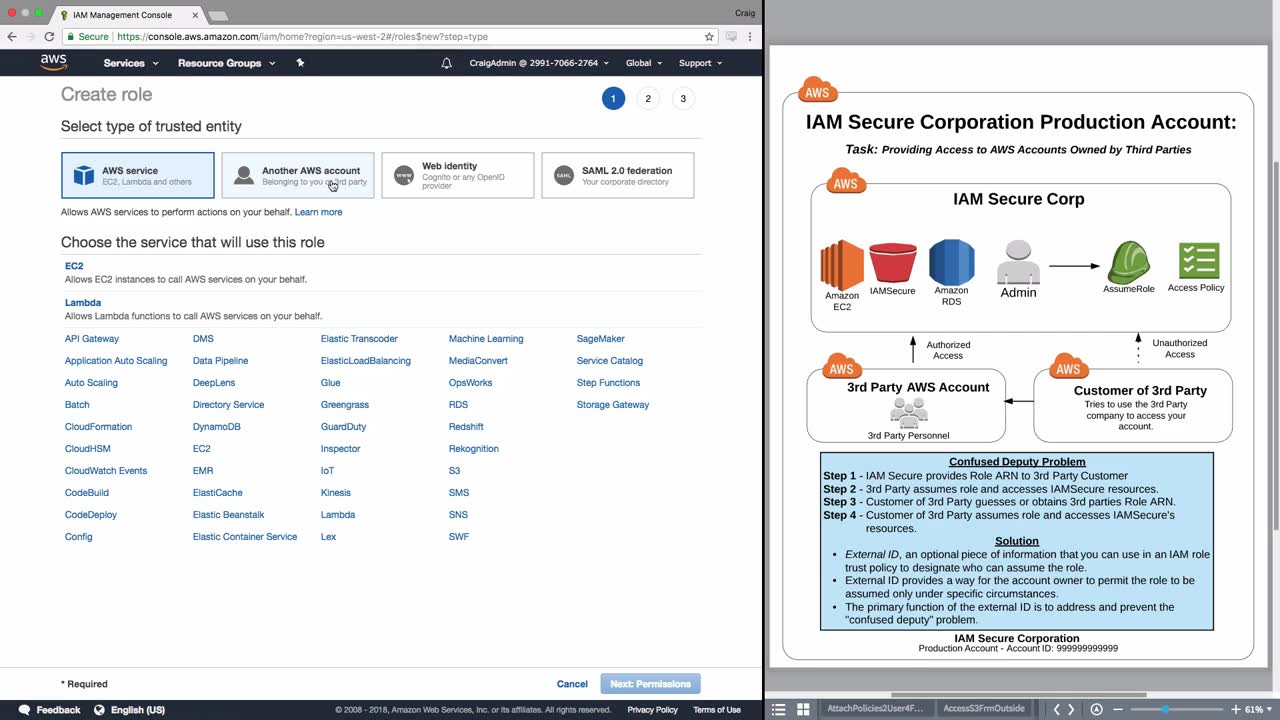 IAM Management Console
Craig
Secure https://console.aws.amazon.com/iam/home?region=us-west-2#/roles$new?step=type
aws
Services
Resource Groups
CraigAdmin @ 2991-7066-2764
Global
Support
Create role
1
2
3
Select type of trusted entity
AWS service
EC2, Lambda and others
Another AWS account
Belonging to you or 3rd party
WWW
Web identity
Cognito or any OpenID
provider
SAML
SAML 2.0 federation
Your corporate directory
Allows AWS services to perform actions on your behalf. Learn more
Choose the service that will use this role
EC2
Allows EC2 instances to call AWS services on your behalf.
Lambda
Allows Lambda functions to call AWS services on your behalf.
API Gateway DMS Elastic Transcoder Machine Learning SageMaker
Application Auto Scaling Data Pipeline ElasticLoadBalancing MediaConvert Service Catalog
Auto Scaling DeepLens Glue OpsWorks Step Functions
Batch Directory Service Greengrass RDS Storage Gateway
CloudFormation DynamoDB GuardDuty Redshift
CloudHSM EC2 Inspector Rekognition
CloudWatch Events EMR IoT S3
CodeBuild ElastiCache Kinesis SMS
CodeDeploy Elastic Beanstalk Lambda SNS
Config Elastic Container Service Lex SWF
* Required
Cancel
Next: Permissions
Feedback
English (US)
© 2008 - 2018, Amazon Web Services, Inc. or its affiliates. All rights reserved.
Privacy Policy
Terms of Use
AWS
IAM Secure Corporation Production Account:
Task: Providing Access to AWS Accounts Owned by Third Parties
AWS
IAM Secure Corp
Amazon
EC2
IAMSecure
Amazon
RDS
Admin
AssumeRole
Access Policy
Authorized
Access
Unauthorized
Access
AWS
3rd Party AWS Account
3rd Party Personnel
AWS
Customer of 3rd Party
Tries to use the 3rd Party
company to access your
account.
Confused Deputy Problem
Step 1 - IAM Secure provides Role ARN to 3rd Party Customer
Step 2 - 3rd Party assumes role and accesses IAMSecure resources.
Step 3 - Customer of 3rd Party guesses or obtains 3rd parties Role ARN.
Step 4 - Customer of 3rd Party assumes role and accesses IAMSecure's
resources.
Solution
• External ID, an optional piece of information that you can use in an IAM role
trust policy to designate who can assume the role.
• External ID provides a way for the account owner to permit the role to be
assumed only under specific circumstances.
• The primary function of the external ID is to address and prevent the
"confused deputy" problem.
IAM Secure Corporation
Production Account - Account ID: 999999999999
AttachPolicies2User4F...
AccessS3FrmOutside
61%